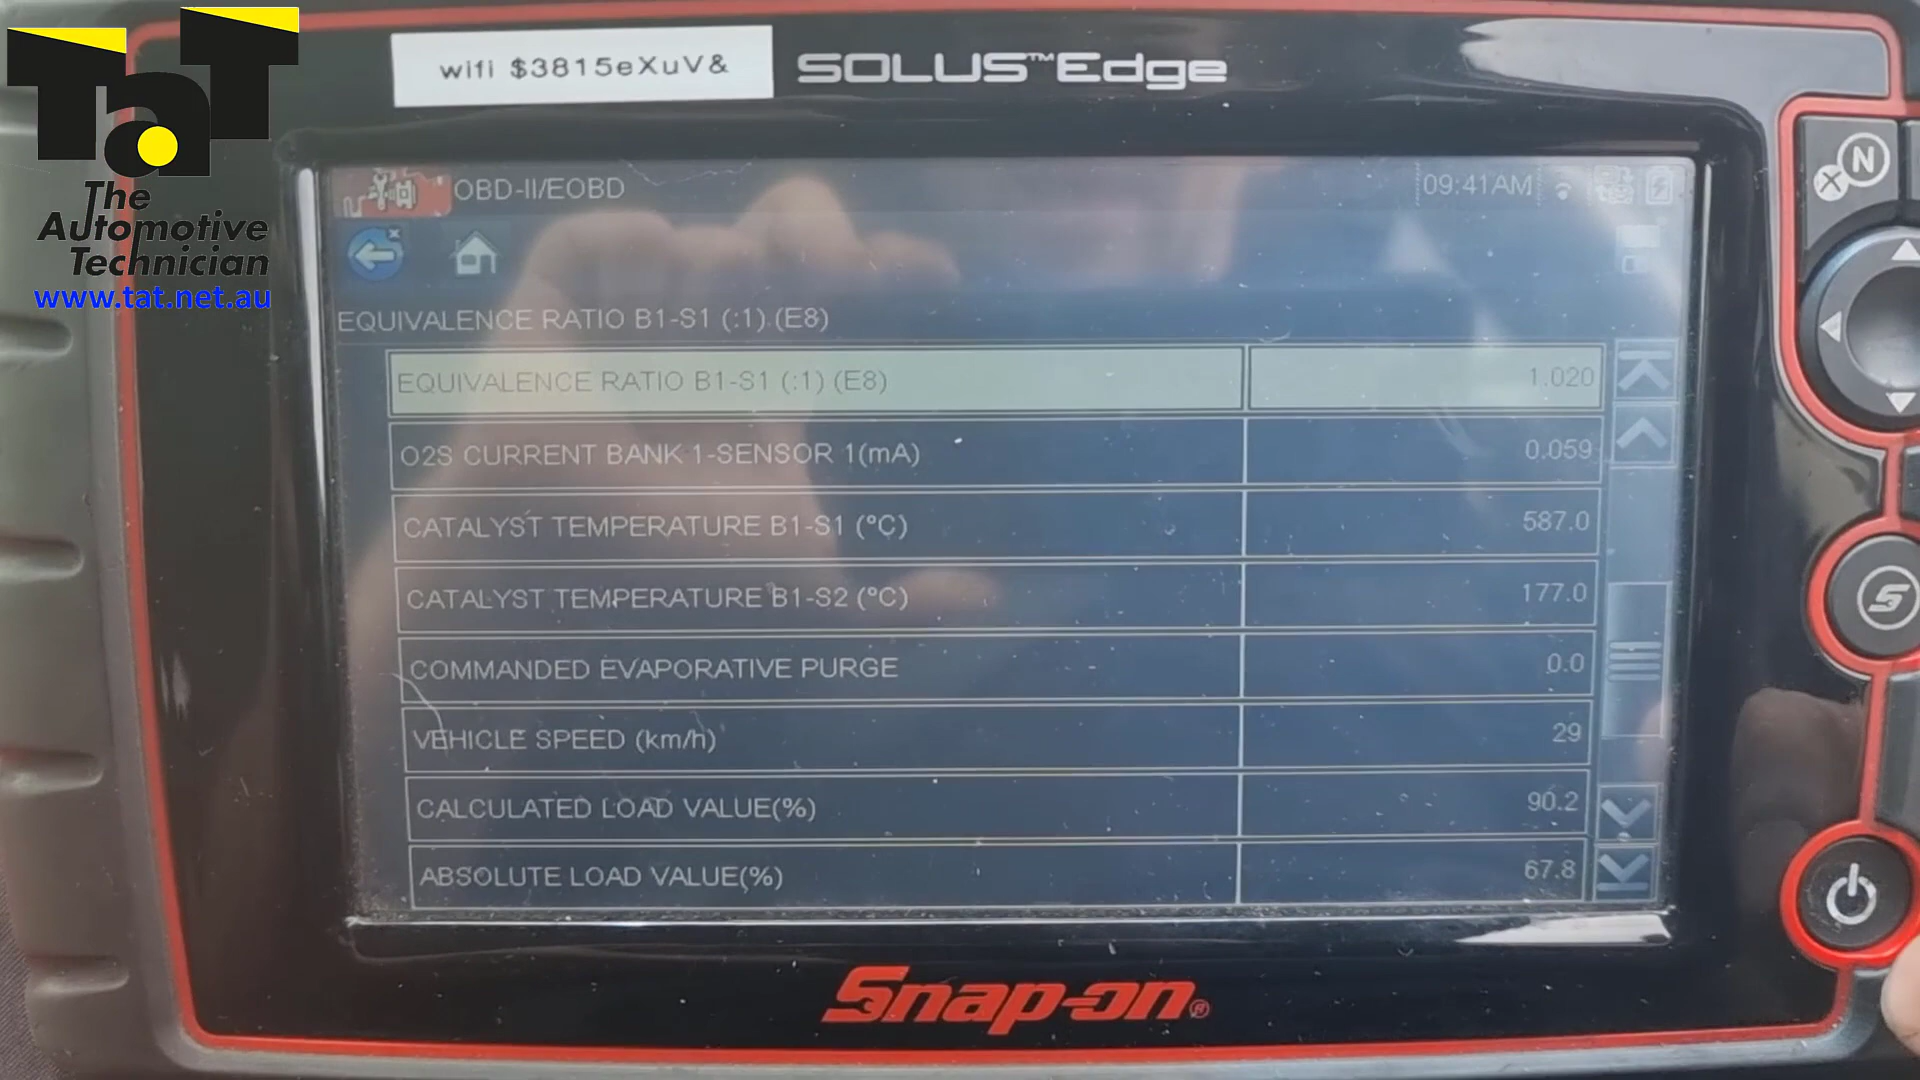 TaT
The
Automotive
Technician
www.tat.net.au
wifi $3815eXuV&
SOLUS™ Edge
OBD-II/EOBD
09:41AM
N
X
EQUIVALENCE RATIO B1-S1 (:1) (E8)
EQUIVALENCE RATIO B1-S1 (:1) (E8) 1.020
O2S CURRENT BANK 1-SENSOR 1(mA) 0.059
CATALYST TEMPERATURE B1-S1 (°C) 587.0
CATALYST TEMPERATURE B1-S2 (°C) 177.0
COMMANDED EVAPORATIVE PURGE 0.0
VEHICLE SPEED (km/h) 29
CALCULATED LOAD VALUE(%) 90.2
ABSOLUTE LOAD VALUE(%) 67.8
S
Snap-on®